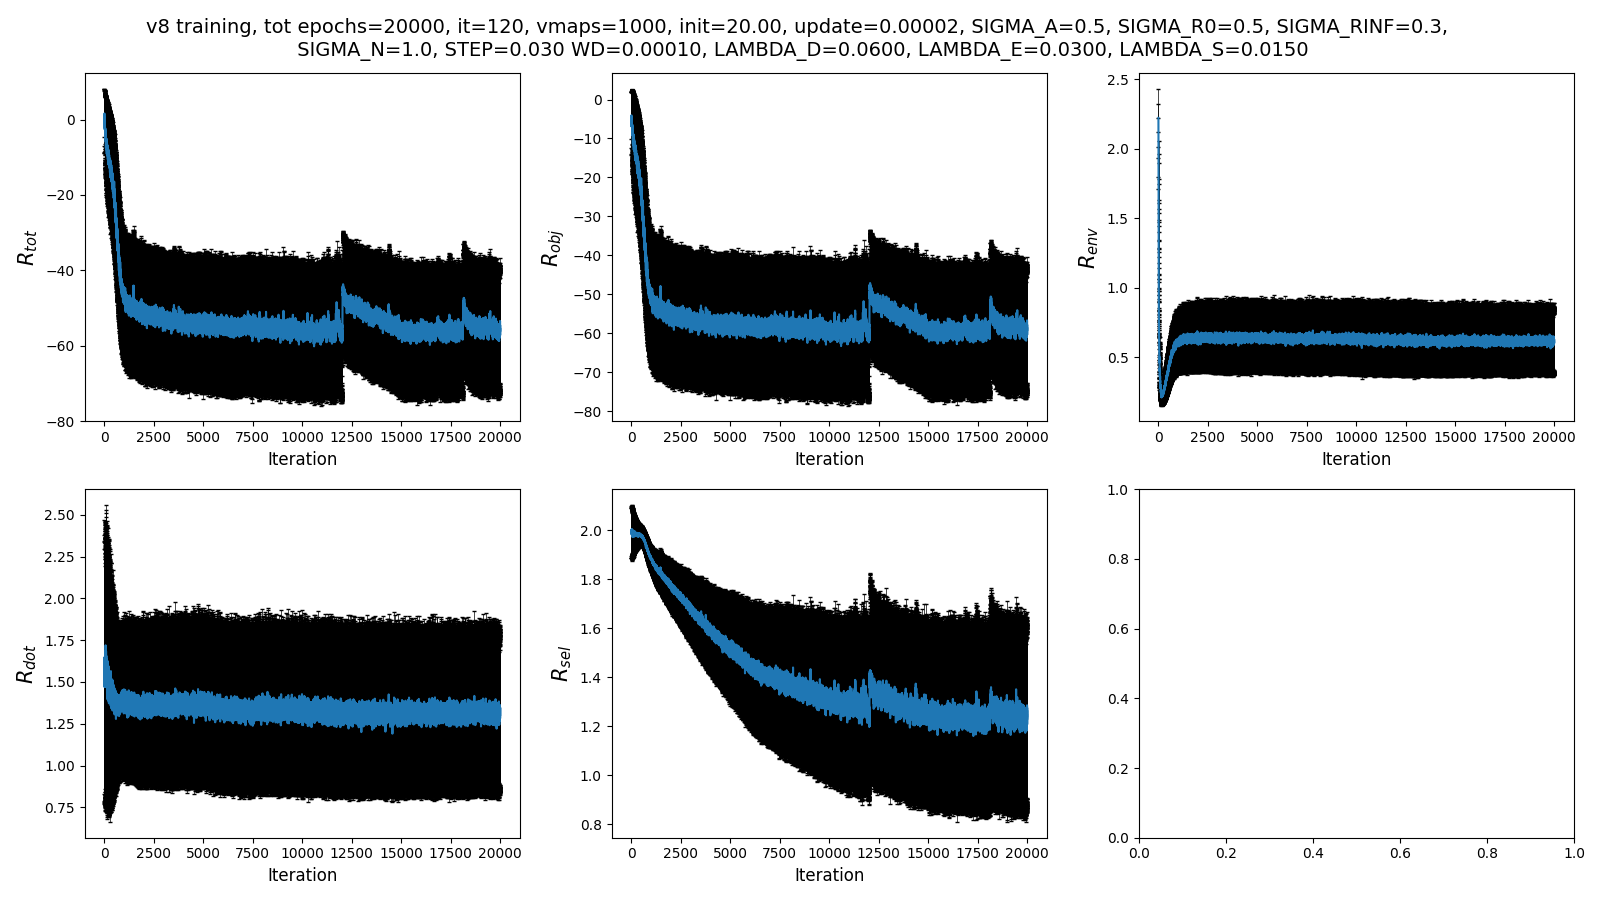 v8 training, tot epochs=20000, it=120, vmaps=1000, init=20.00, update=0.00002, SIGMA_A=0.5, SIGMA_R0=0.5, SIGMA_RINF=0.3,
SIGMA_N=1.0, STEP=0.030 WD=0.00010, LAMBDA_D=0.0600, LAMBDA_E=0.0300, LAMBDA_S=0.0150
R_tot
0
−20
−40
−60
−80
0 2500 5000 7500 10000 12500 15000 17500 20000
Iteration
R_obj
0
−10
−20
−30
−40
−50
−60
−70
−80
0 2500 5000 7500 10000 12500 15000 17500 20000
Iteration
R_env
2.5
2.0
1.5
1.0
0.5
0 2500 5000 7500 10000 12500 15000 17500 20000
Iteration
R_dot
2.50
2.25
2.00
1.75
1.50
1.25
1.00
0.75
0 2500 5000 7500 10000 12500 15000 17500 20000
Iteration
R_sel
2.0
1.8
1.6
1.4
1.2
1.0
0.8
0 2500 5000 7500 10000 12500 15000 17500 20000
Iteration
1.0
0.8
0.6
0.4
0.2
0.0
0.0 0.2 0.4 0.6 0.8 1.0